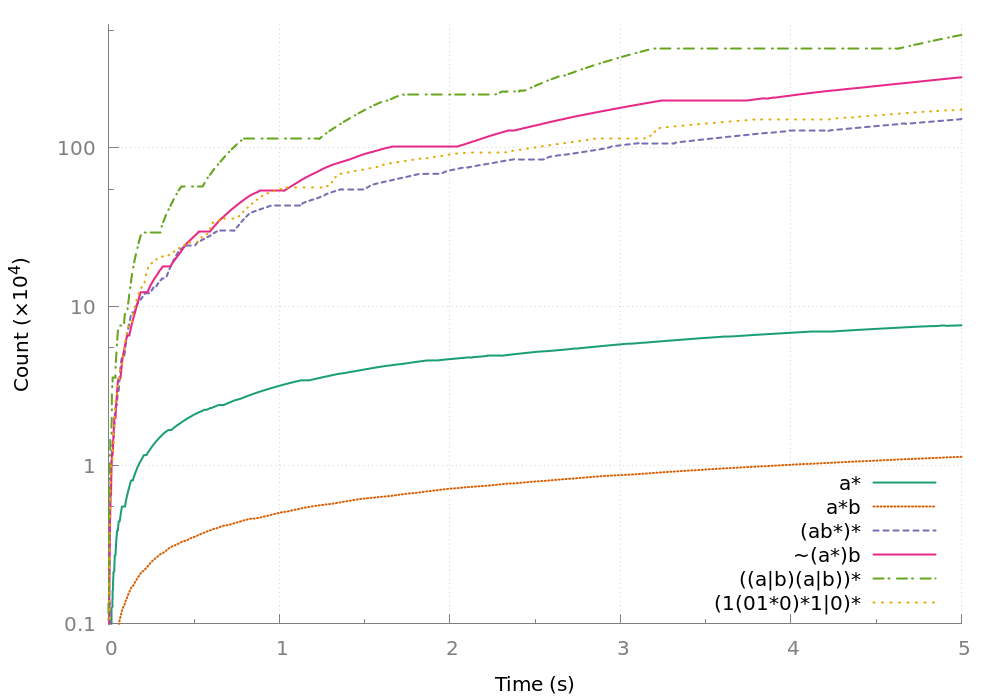 Count (×10⁴)
100
10
1
0.1
a*
a*b
(ab*)*
~(a*)b
((a|b)(a|b))*
(1(01*0)*1|0)*
0 1 2 3 4 5
Time (s)